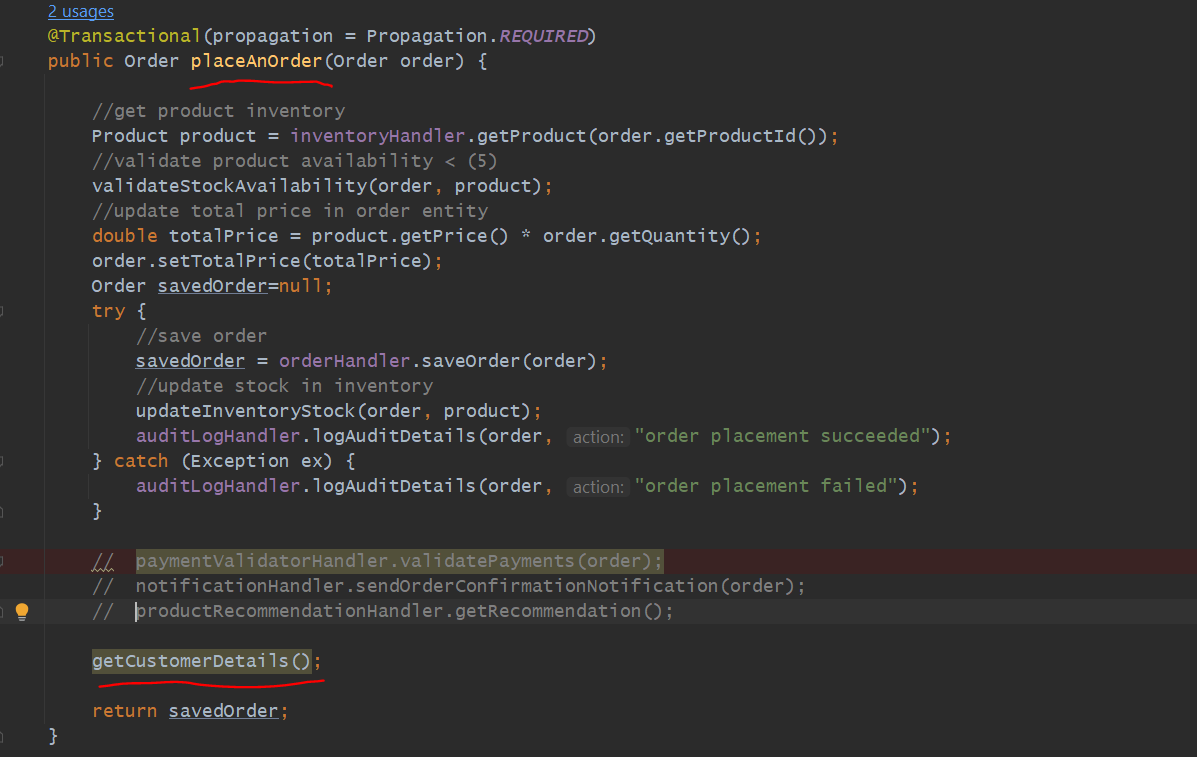 2 usages
@Transactional(propagation = Propagation.REQUIRED)
public Order placeAnOrder(Order order) {
//get product inventory
Product product = inventoryHandler.getProduct(order.getProductId());
//validate product availability < (5)
validateStockAvailability(order, product);
//update total price in order entity
double totalPrice = product.getPrice() * order.getQuantity();
order.setTotalPrice(totalPrice);
Order savedOrder=null;
try {
//save order
savedOrder = orderHandler.saveOrder(order);
//update stock in inventory
updateInventoryStock(order, product);
auditLogHandler.logAuditDetails(order, action: "order placement succeeded");
} catch (Exception ex) {
auditLogHandler.logAuditDetails(order, action: "order placement failed");
}
// paymentValidatorHandler.validatePayments(order);
// notificationHandler.sendOrderConfirmationNotification(order);
// productRecommendationHandler.getRecommendation();
getCustomerDetails();
return savedOrder;
}